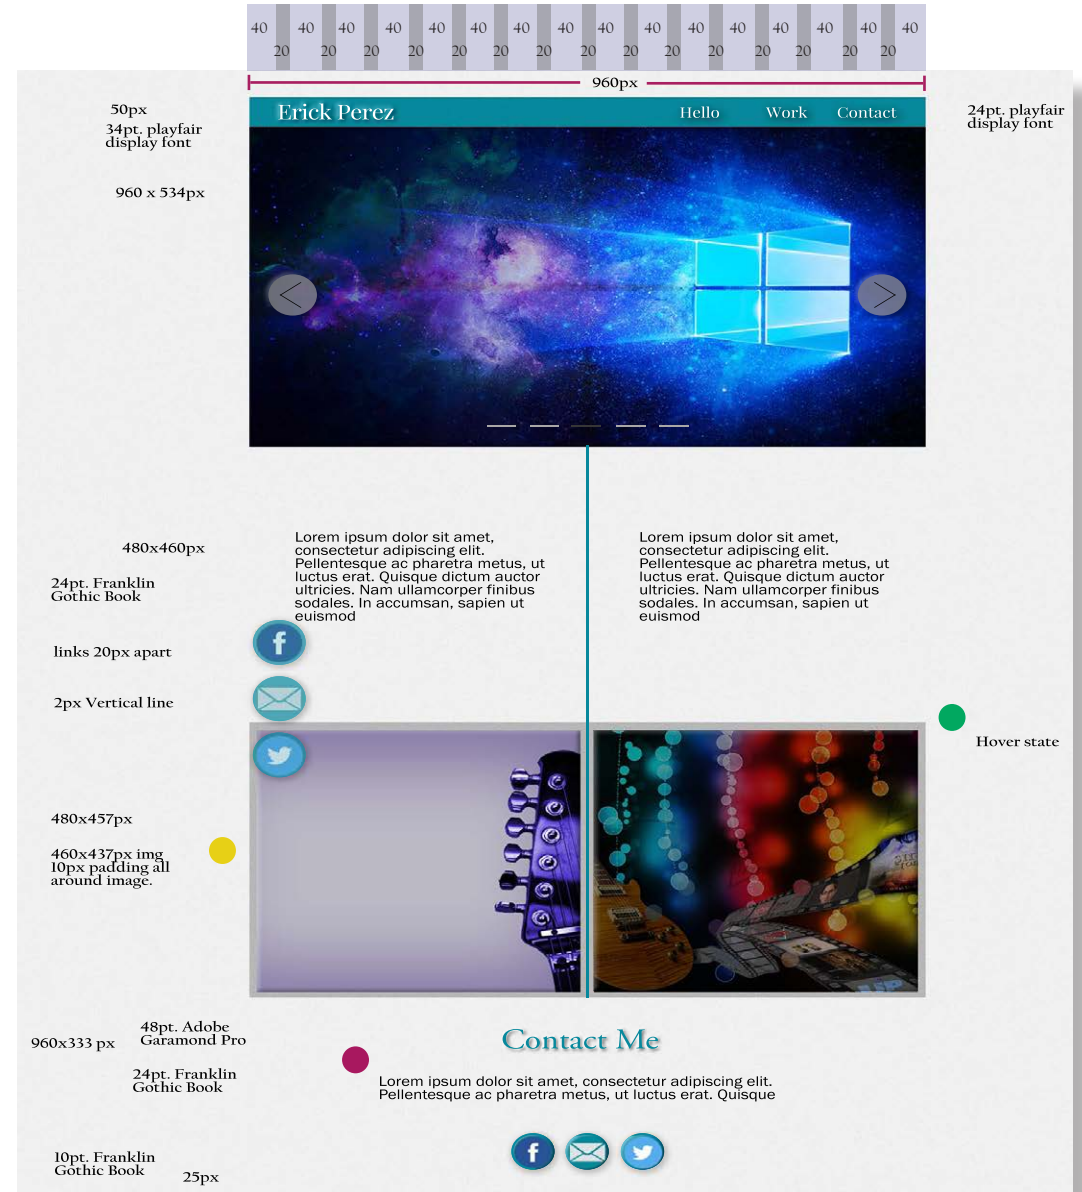 40 40 40 40 40 40 40 40 40 40 40 40 40 40 40 40
20 20 20 20 20 20 20 20 20 20 20 20 20 20 20
960px
50px
34pt. playfair
display font
Erick Perez
Hello Work Contact
24pt. playfair
display font
960 x 534px
< >
480x460px
24pt. Franklin
Gothic Book
links 20px apart
2px Vertical line
Lorem ipsum dolor sit amet,
consectetur adipiscing elit.
Pellentesque ac pharetra metus, ut
luctus erat. Quisque dictum auctor
ultricies. Nam ullamcorper finibus
sodales. In accumsan, sapien ut
euismod
Lorem ipsum dolor sit amet,
consectetur adipiscing elit.
Pellentesque ac pharetra metus, ut
luctus erat. Quisque dictum auctor
ultricies. Nam ullamcorper finibus
sodales. In accumsan, sapien ut
euismod
f
Hover state
480x457px
460x437px img
10px padding all
around image.
UP
960x333 px
48pt. Adobe
Garamond Pro
24pt. Franklin
Gothic Book
Contact Me
Lorem ipsum dolor sit amet, consectetur adipiscing elit.
Pellentesque ac pharetra metus, ut luctus erat. Quisque
f
10pt. Franklin
Gothic Book
25px